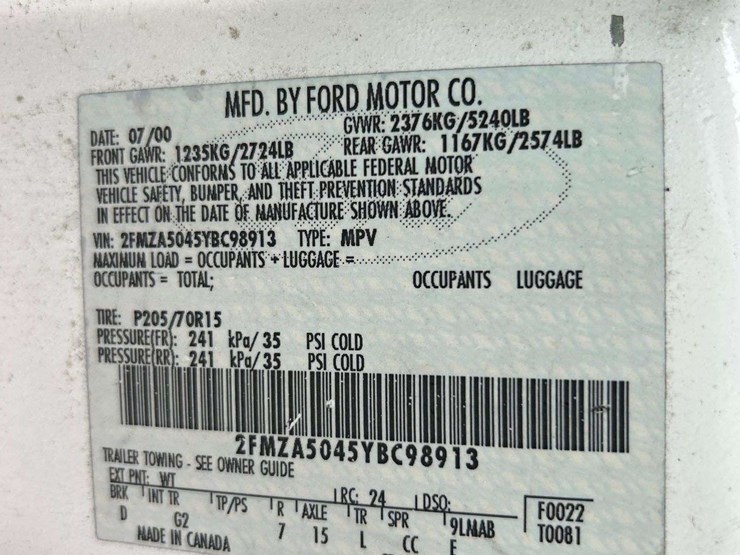 MFD. BY FORD MOTOR CO.
DATE: 07/00 GVWR: 2376KG/5240LB
FRONT GAWR: 1235KG/2724LB REAR GAWR: 1167KG/2574LB
THIS VEHICLE CONFORMS TO ALL APPLICABLE FEDERAL MOTOR
VEHICLE SAFETY, BUMPER, AND THEFT PREVENTION STANDARDS
IN EFFECT ON THE DATE OF MANUFACTURE SHOWN ABOVE.
VIN: 2FMZA5045YBC98913 TYPE: MPV
MAXIMUM LOAD = OCCUPANTS + LUGGAGE =
OCCUPANTS = TOTAL; OCCUPANTS LUGGAGE
TIRE: P205/70R15
PRESSURE(FR): 241 kPa/35 PSI COLD
PRESSURE(RR): 241 kPa/35 PSI COLD
2FMZA5045YBC98913
TRAILER TOWING - SEE OWNER GUIDE
EXT PNT: WT RC: 24 DSO:
BRK INT TR TP/PS R AXLE TR SPR 9LMAB F0022
D G2 7 15 L CC E T0081
MADE IN CANADA